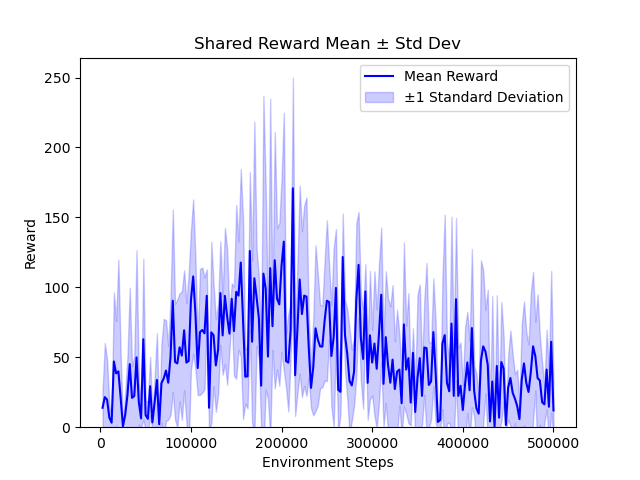 Shared Reward Mean ± Std Dev
Mean Reward
±1 Standard Deviation
250
200
150
100
50
0
Reward
0 100000 200000 300000 400000 500000
Environment Steps